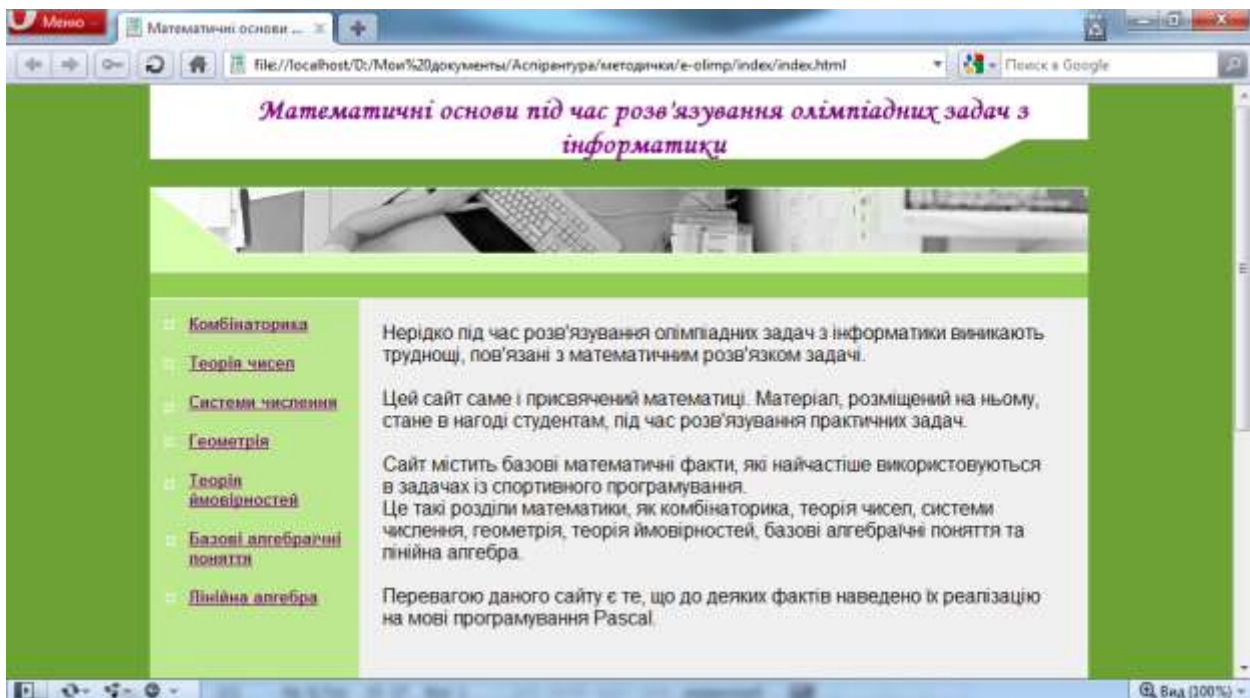 Меню
Математичні основи ...
file://localhost/D:/Мои%20документы/Аспірантура/методички/e-olimp/index/index.html
Поиск в Google
Математичні основи під час розв'язування олімпіадних задач з
інформатики
Комбінаторика
Теорія чисел
Системи числення
Геометрія
Теорія
ймовірностей
Базові алгебраїчні
поняття
Лінійна алгебра
Нерідко під час розв'язування олімпіадних задач з інформатики виникають
труднощі, пов'язані з математичним розв'язком задачі.
Цей сайт саме і присвячений математиці. Матеріал, розміщений на ньому,
стане в нагоді студентам, під час розв'язування практичних задач.
Сайт містить базові математичні факти, які найчастіше використовуються
в задачах із спортивного програмування.
Це такі розділи математики, як комбінаторика, теорія чисел, системи
числення, геометрія, теорія ймовірностей, базові алгебраїчні поняття та
лінійна алгебра.
Перевагою даного сайту є те, що до деяких фактів наведено їх реалізацію
на мові програмування Pascal.
Вид (100%)